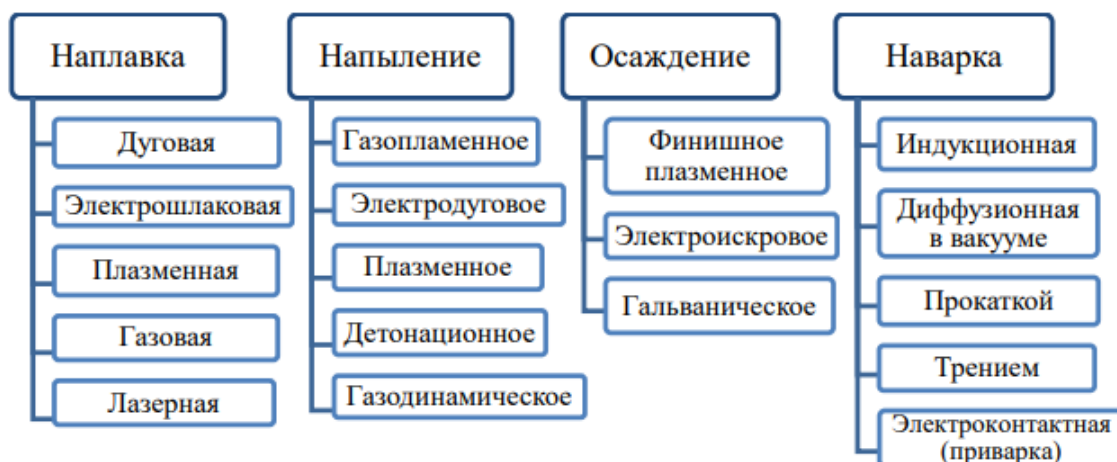 Наплавка
Дуговая
Электрошлаковая
Плазменная
Газовая
Лазерная
Напыление
Газопламенное
Электродуговое
Плазменное
Детонационное
Газодинамическое
Осаждение
Финишное
плазменное
Электроискровое
Гальваническое
Наварка
Индукционная
Диффузионная
в вакууме
Прокаткой
Трением
Электроконтактная
(приварка)